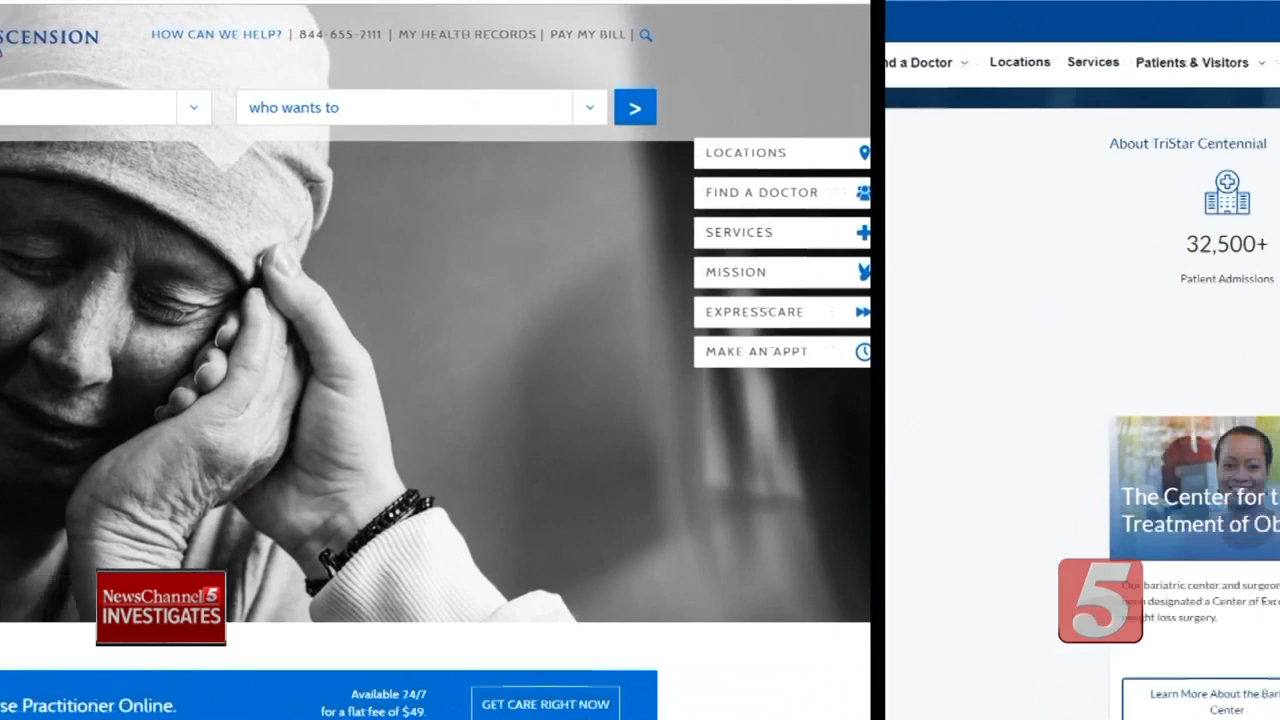 SCENSION
HOW CAN WE HELP? | 844-655-2111 | MY HEALTH RECORDS | PAY MY BILL |
who wants to
>
LOCATIONS
FIND A DOCTOR
SERVICES
MISSION
EXPRESSCARE
MAKE AN APPT
NewsChannel 5
INVESTIGATES
se Practitioner Online.
Available 24/7
for a flat fee of $49.
GET CARE RIGHT NOW
nd a Doctor
Locations
Services
Patients & Visitors
About TriStar Centennial
32,500+
Patient Admissions
The Center for t
Treatment of Ob
Our bariatric center and surgeon
been designated a Center of Exce
weight loss surgery.
5
Learn More About the Bari
Center